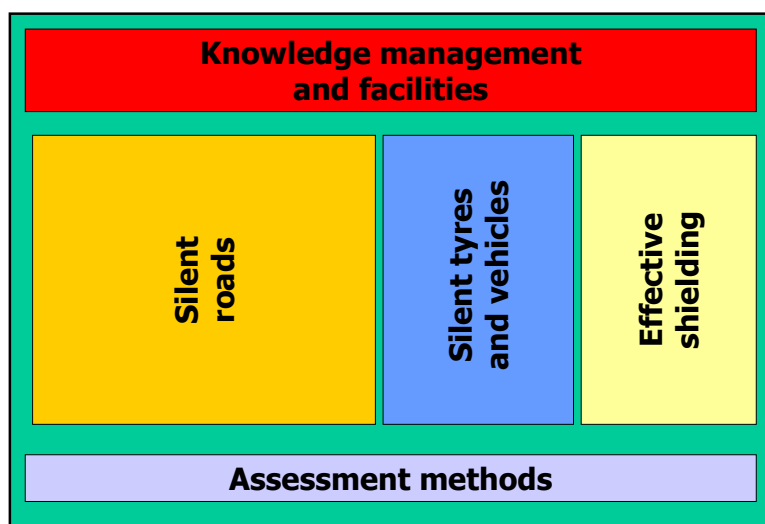 Knowledge management
and facilities
Silent
roads
Silent tyres
and vehicles
Effective
shielding
Assessment methods